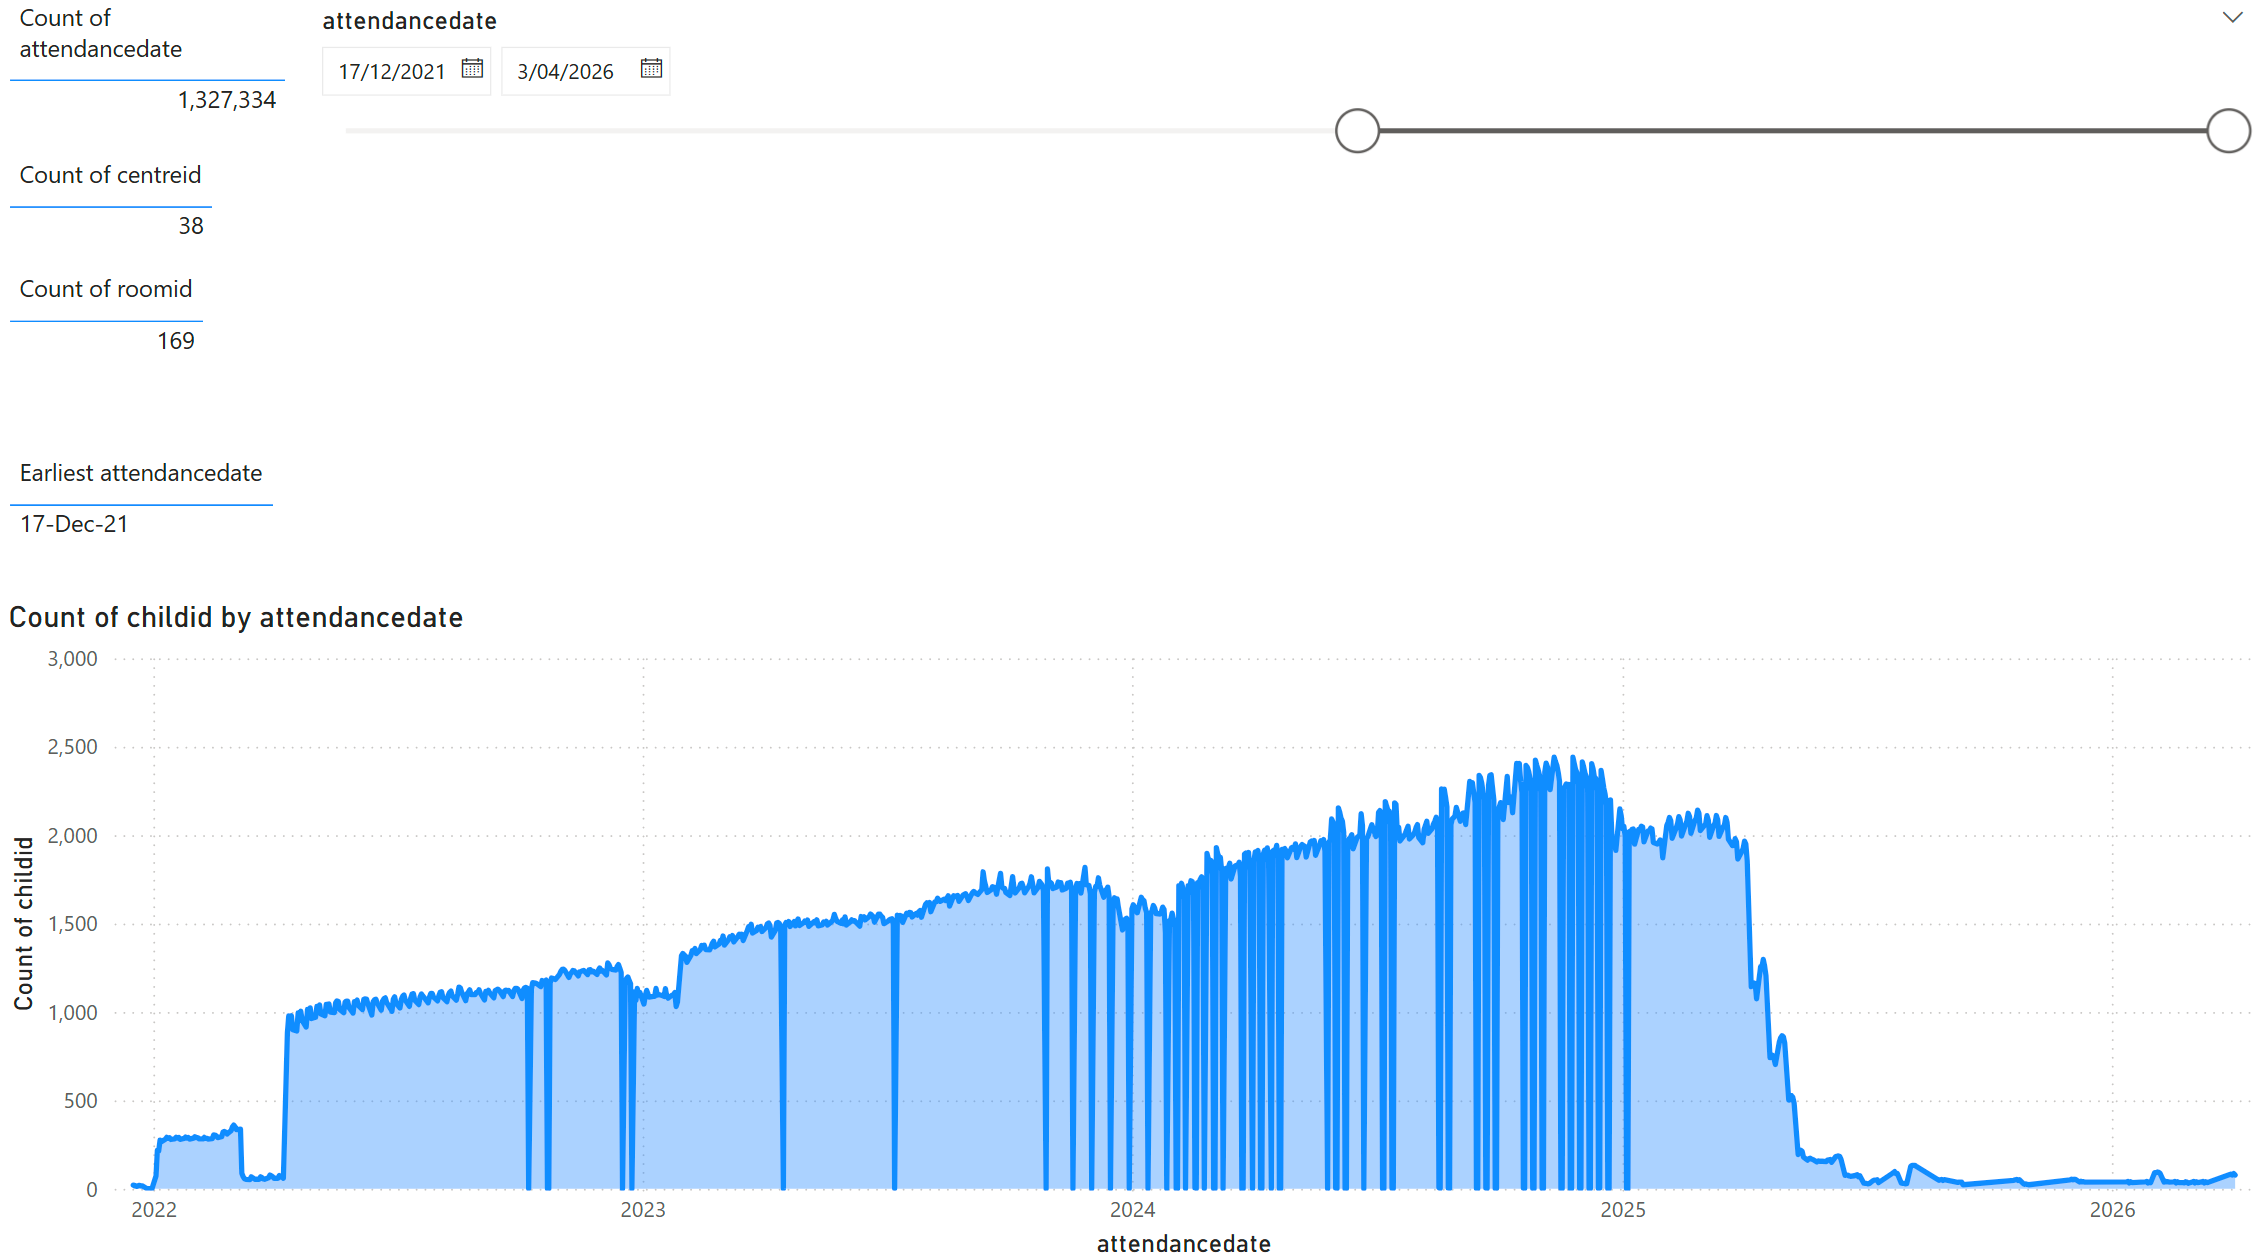 Count of
attendancedate
1,327,334
attendancedate
17/12/2021
3/04/2026
Count of centreid
38
Count of roomid
169
Earliest attendancedate
17-Dec-21
Count of childid by attendancedate
Count of childid
3,000
2,500
2,000
1,500
1,000
500
0
2022
2023
2024
2025
2026
attendancedate